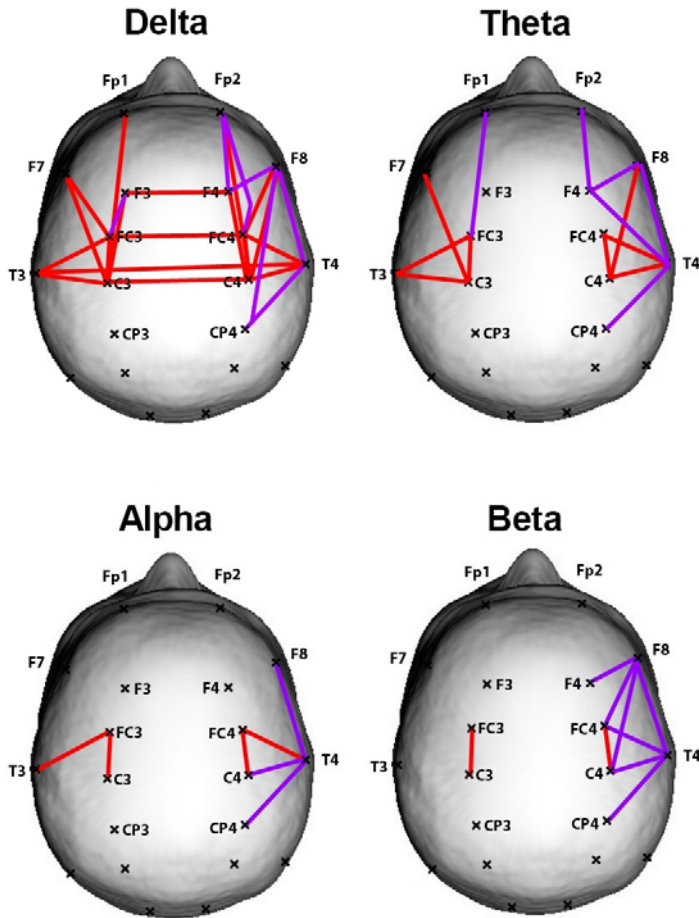 Delta Theta
Fp1 Fp2 Fp1 Fp2
F7 F8 F7 F8
F3 F4 F3 F4
FC3 FC4 FC3 FC4
T3 T4 T3 T4
C3 C4 C3 C4
CP3 CP4 CP3 CP4
Alpha Beta
Fp1 Fp2 Fp1 Fp2
F7 F8 F7 F8
F3 F4 F3 F4
FC3 FC4 FC3 FC4
T3 T4 T3 T4
C3 C4 C3 C4
CP3 CP4 CP3 CP4